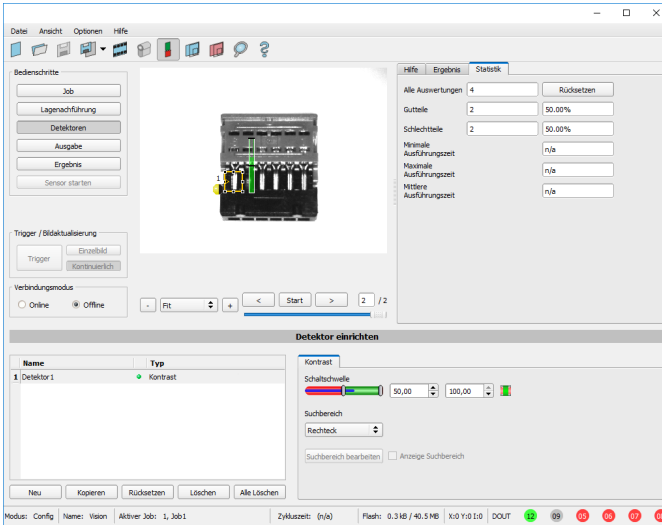 Datei Ansicht Optionen Hilfe
Bedienschritte
Job
Lagenachführung
Detektoren
Ausgabe
Ergebnis
Sensor starten
Trigger / Bildaktualisierung
Trigger
Einzelbild
Kontinuierlich
Verbindungsmodus
Online Offline
1
- Fit + < Start > 2 / 2
Hilfe Ergebnis Statistik
Alle Auswertungen 4 Rücksetzen
Gutteile 2 50.00%
Schlechtteile 2 50.00%
Minimale
Ausführungszeit n/a
Maximale
Ausführungszeit n/a
Mittlere
Ausführungszeit n/a
Detektor einrichten
Name Typ
1 Detektor1 Kontrast
Neu Kopieren Rücksetzen Löschen Alle Löschen
Kontrast
Schaltschwelle
50,00 100,00
Suchbereich
Rechteck
Suchbereich bearbeiten Anzeige Suchbereich
Modus: Config Name: Vision Aktiver Job: 1, Job1 Zykluszeit: (n/a) Flash: 0.3 kB / 40.5 MB X:0 Y:0 I:0 DOUT 12 09 05 06 07 08